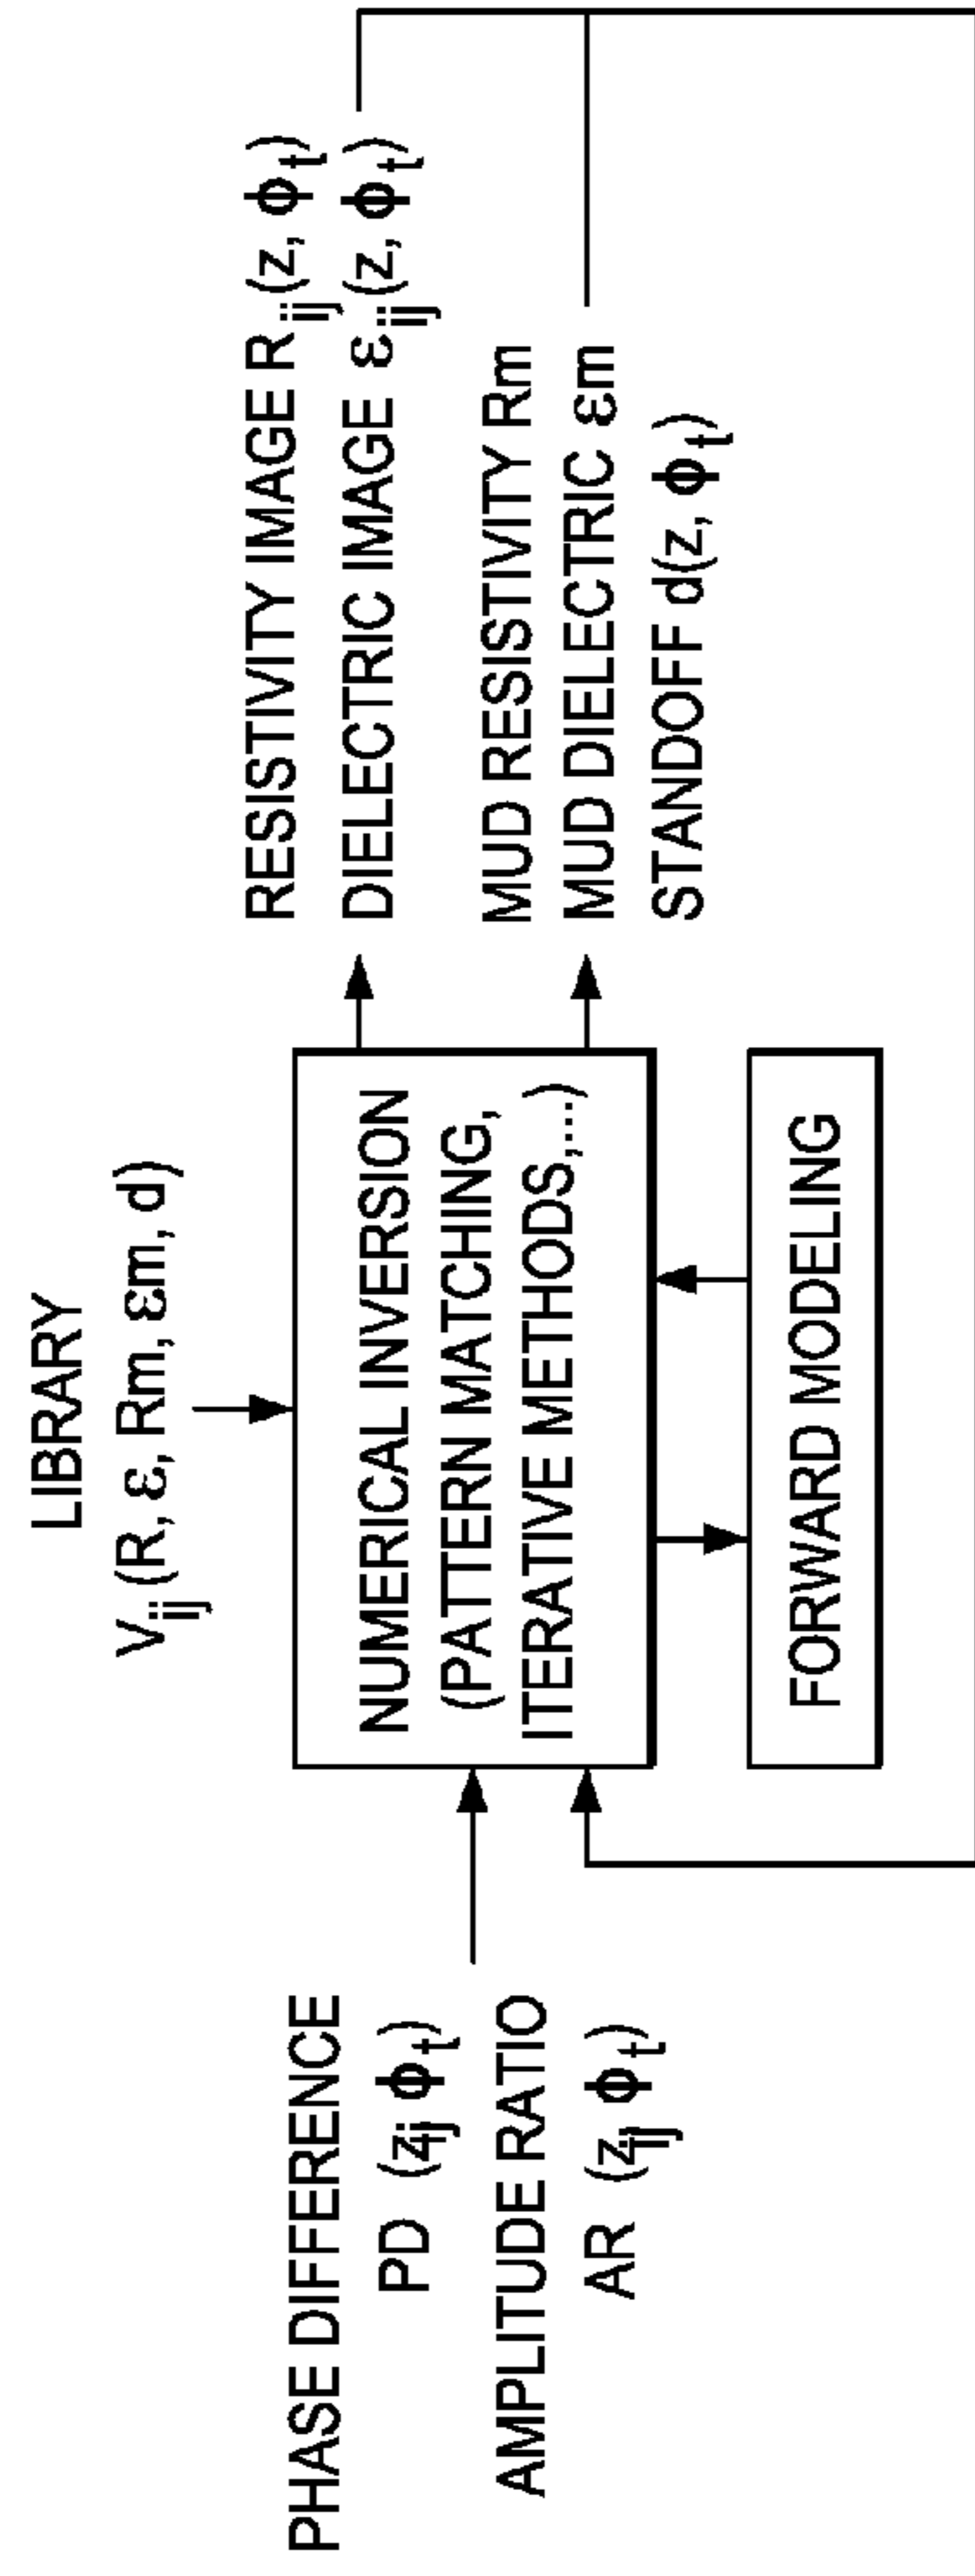 LIBRARY
Vij(R, ε, Rm, εm, d)
PHASE DIFFERENCE
PD (zij ϕt)
AMPLITUDE RATIO
AR (zij ϕt)
NUMERICAL INVERSION
(PATTERN MATCHING,
ITERATIVE METHODS,...)
FORWARD MODELING
RESISTIVITY IMAGE Rij(z, ϕt)
DIELECTRIC IMAGE εij(z, ϕt)
MUD RESISTIVITY Rm
MUD DIELECTRIC εm
STANDOFF d(z, ϕt)